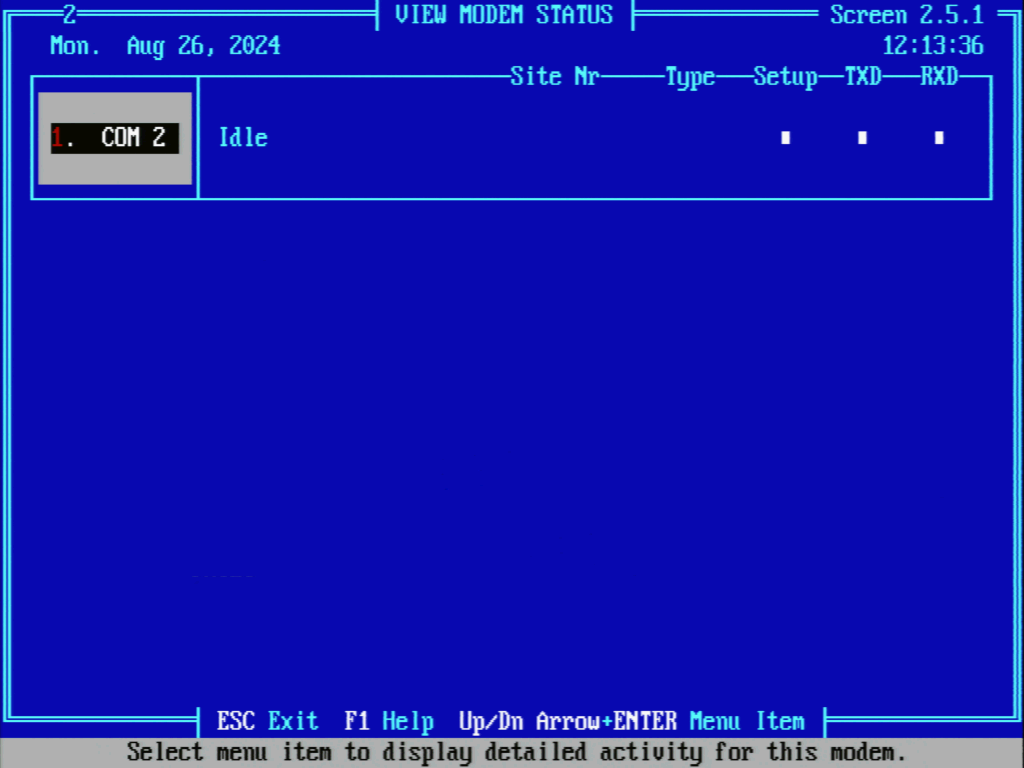 2 VIEW MODEM STATUS Screen 2.5.1
Mon. Aug 26, 2024 12:13:36
Site Nr Type Setup TXD RXD
1. COM 2 Idle
ESC Exit F1 Help Up/Dn Arrow+ENTER Menu Item
Select menu item to display detailed activity for this modem.